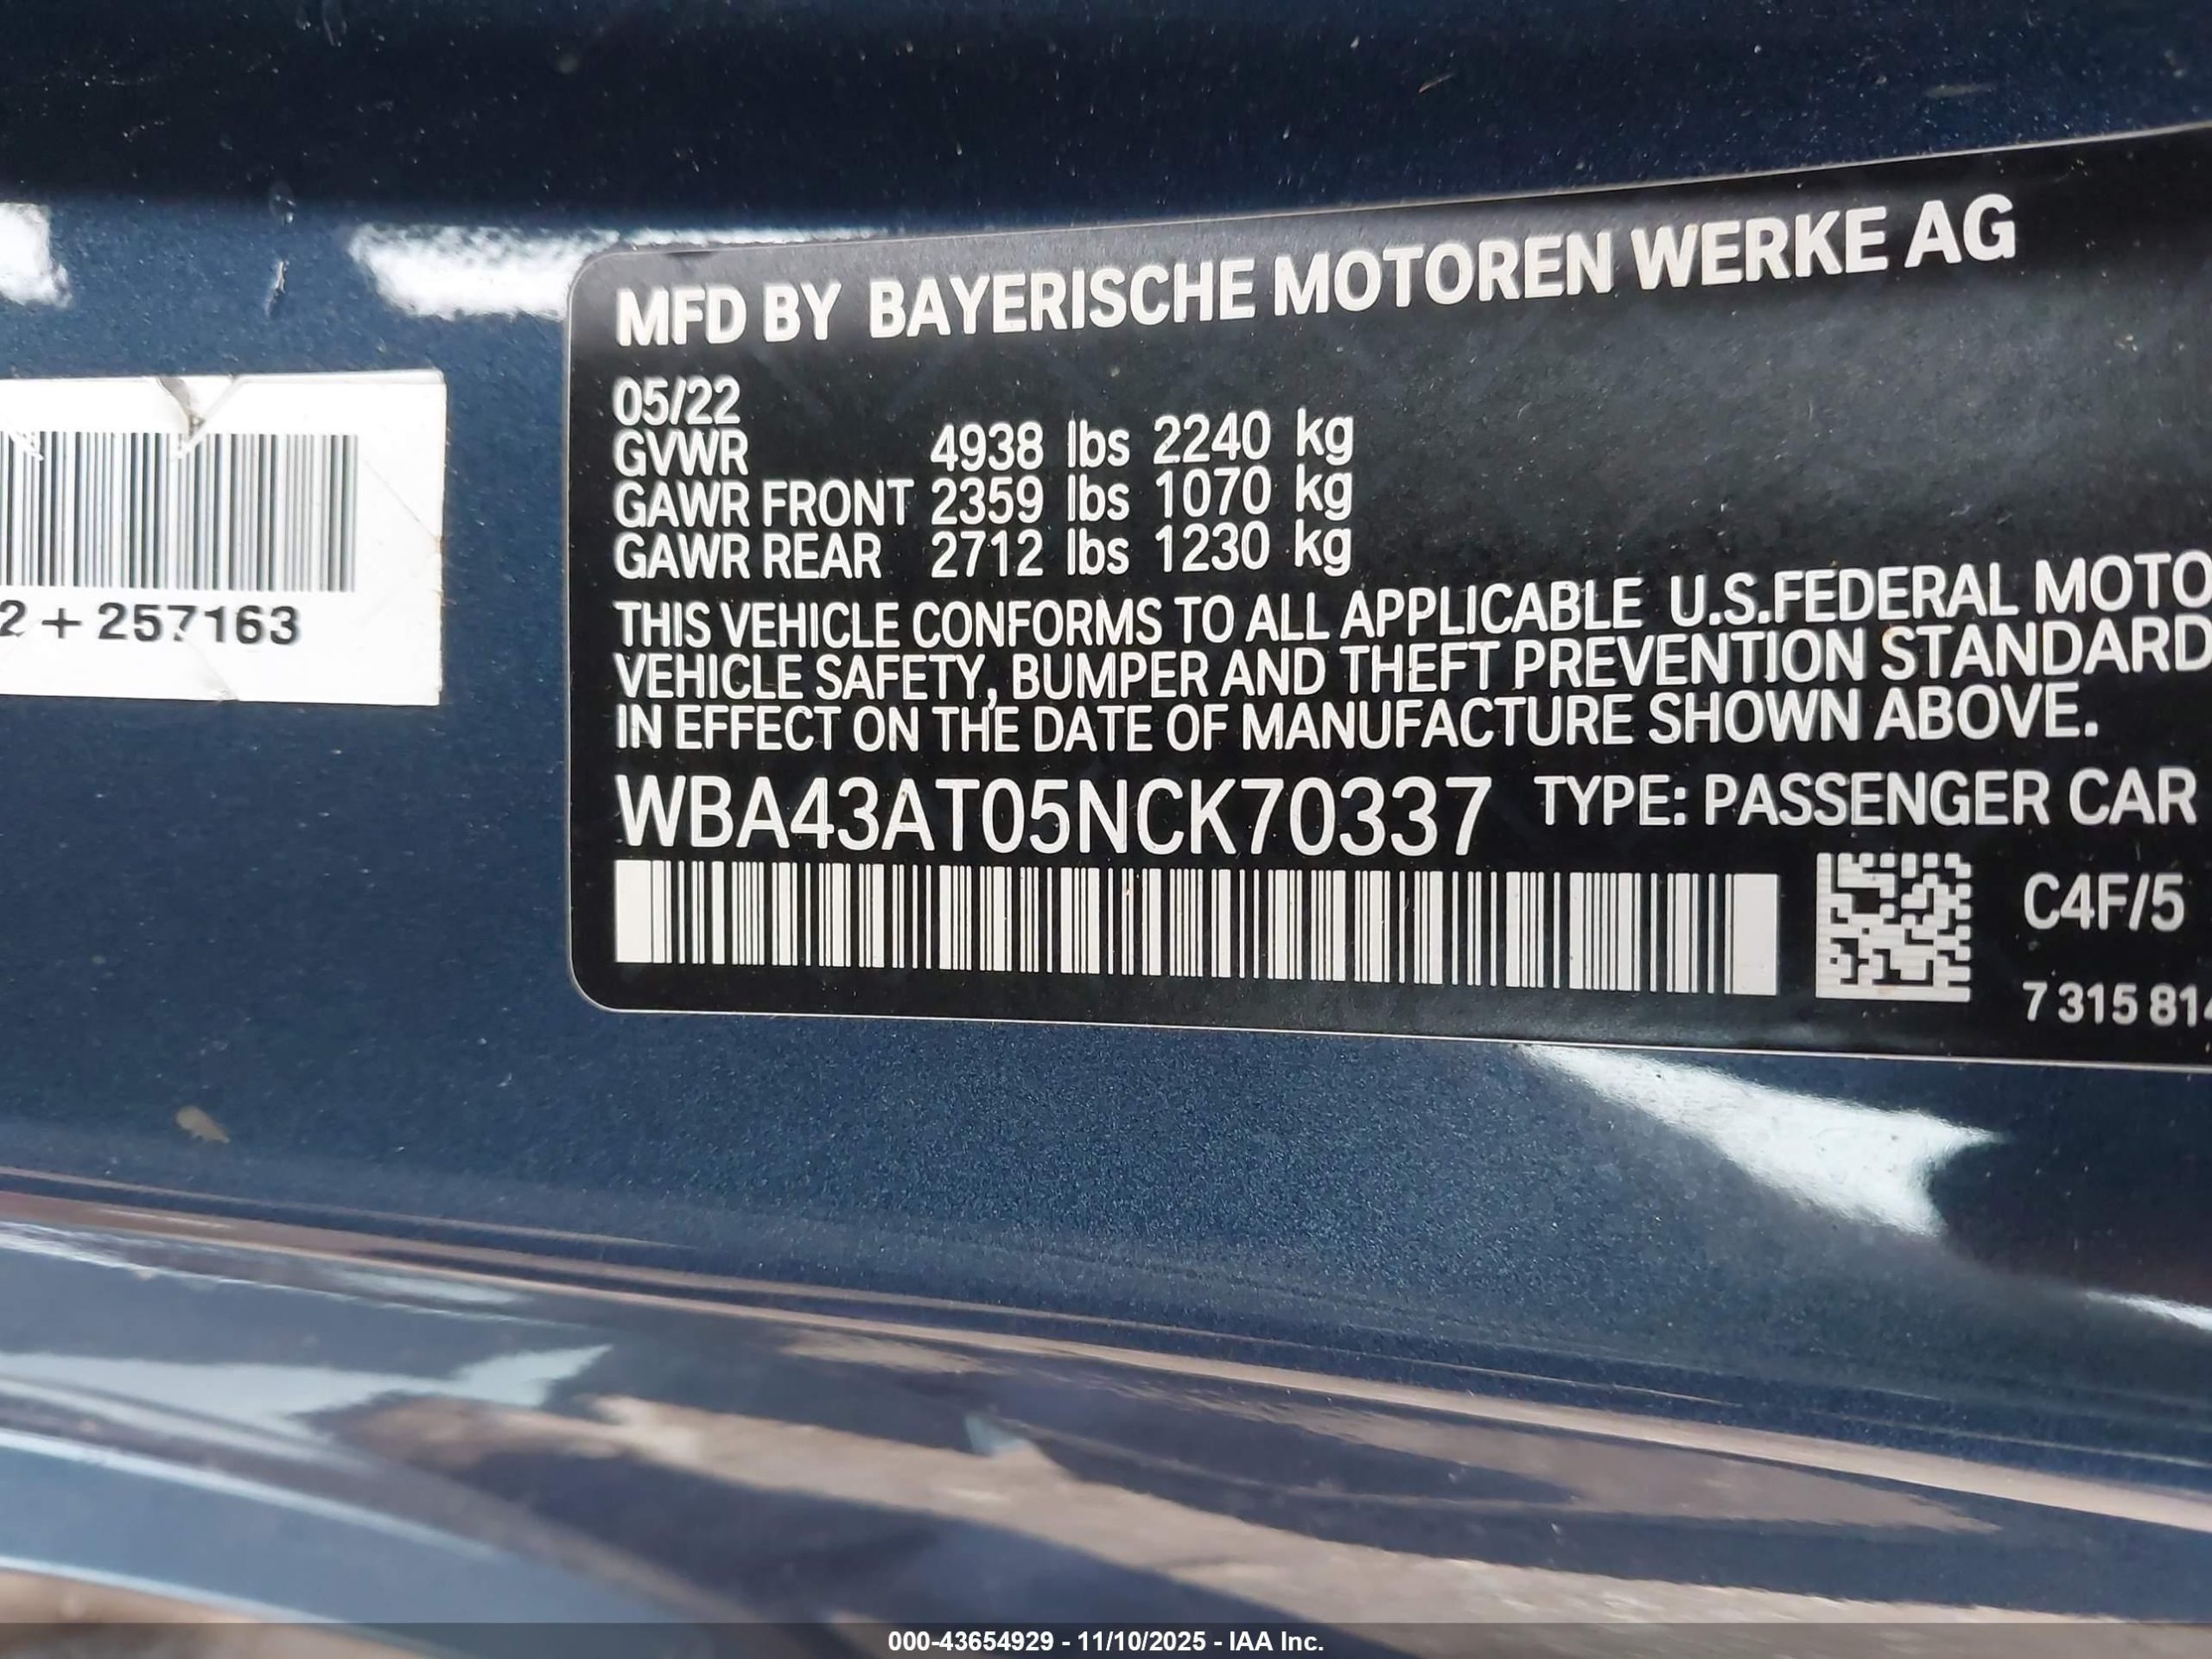 MFD BY BAYERISCHE MOTOREN WERKE AG
05/22
GVWR 4938 lbs 2240 kg
GAWR FRONT 2359 lbs 1070 kg
GAWR REAR 2712 lbs 1230 kg
THIS VEHICLE CONFORMS TO ALL APPLICABLE U.S.FEDERAL MOTO
VEHICLE SAFETY, BUMPER AND THEFT PREVENTION STANDARD
IN EFFECT ON THE DATE OF MANUFACTURE SHOWN ABOVE.
WBA43AT05NCK70337 TYPE: PASSENGER CAR
C4F/5
7 315 814
2 + 257163
000-43654929 - 11/10/2025 - IAA Inc.